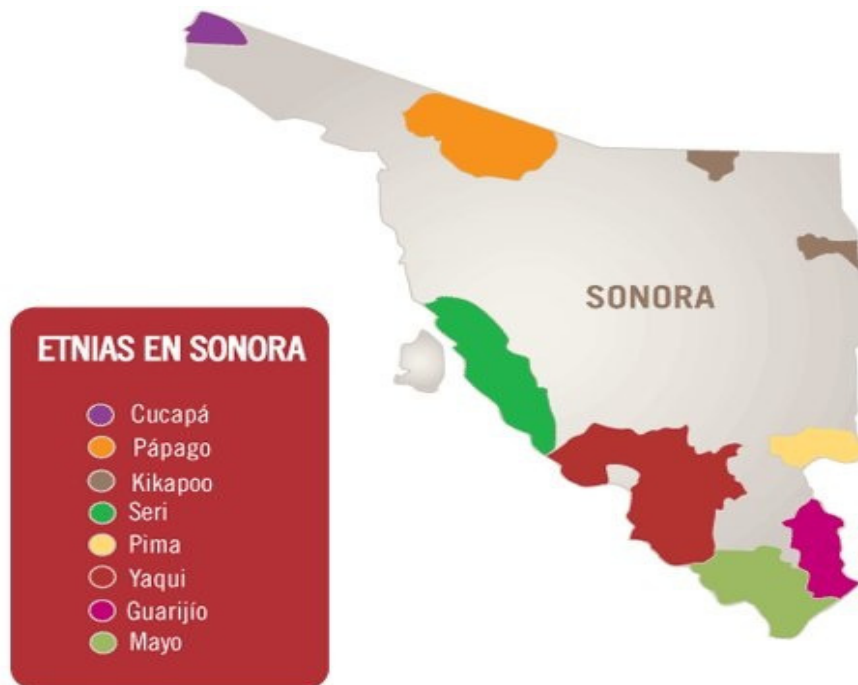 SONORA
ETNIAS EN SONORA
Cucapá
Pápago
Kikapoo
Seri
Pima
Yaqui
Guarijío
Mayo